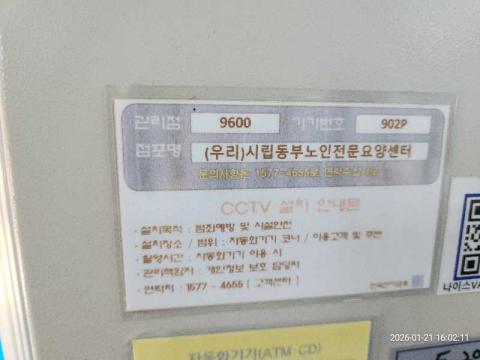 관리점 9600 기기번호 902P
점포명 (우리)시립동부노인전문요양센터
문의사항은 1577-4655로 연락주십시오
CCTV 설치 안내문
· 설치목적 : 범죄예방 및 시설안전
· 설치장소 / 범위 : 자동화기기 코너 / 이용고객 및 주변
· 촬영시간 : 자동화기기 이용 시
· 관리책임자 : 개인정보 보호 담당자
· 연락처 : 1577 - 4655 [ 고객센터 ]
나이스VA
자동화기기(ATM CD)
2026-01-21 16:02:11